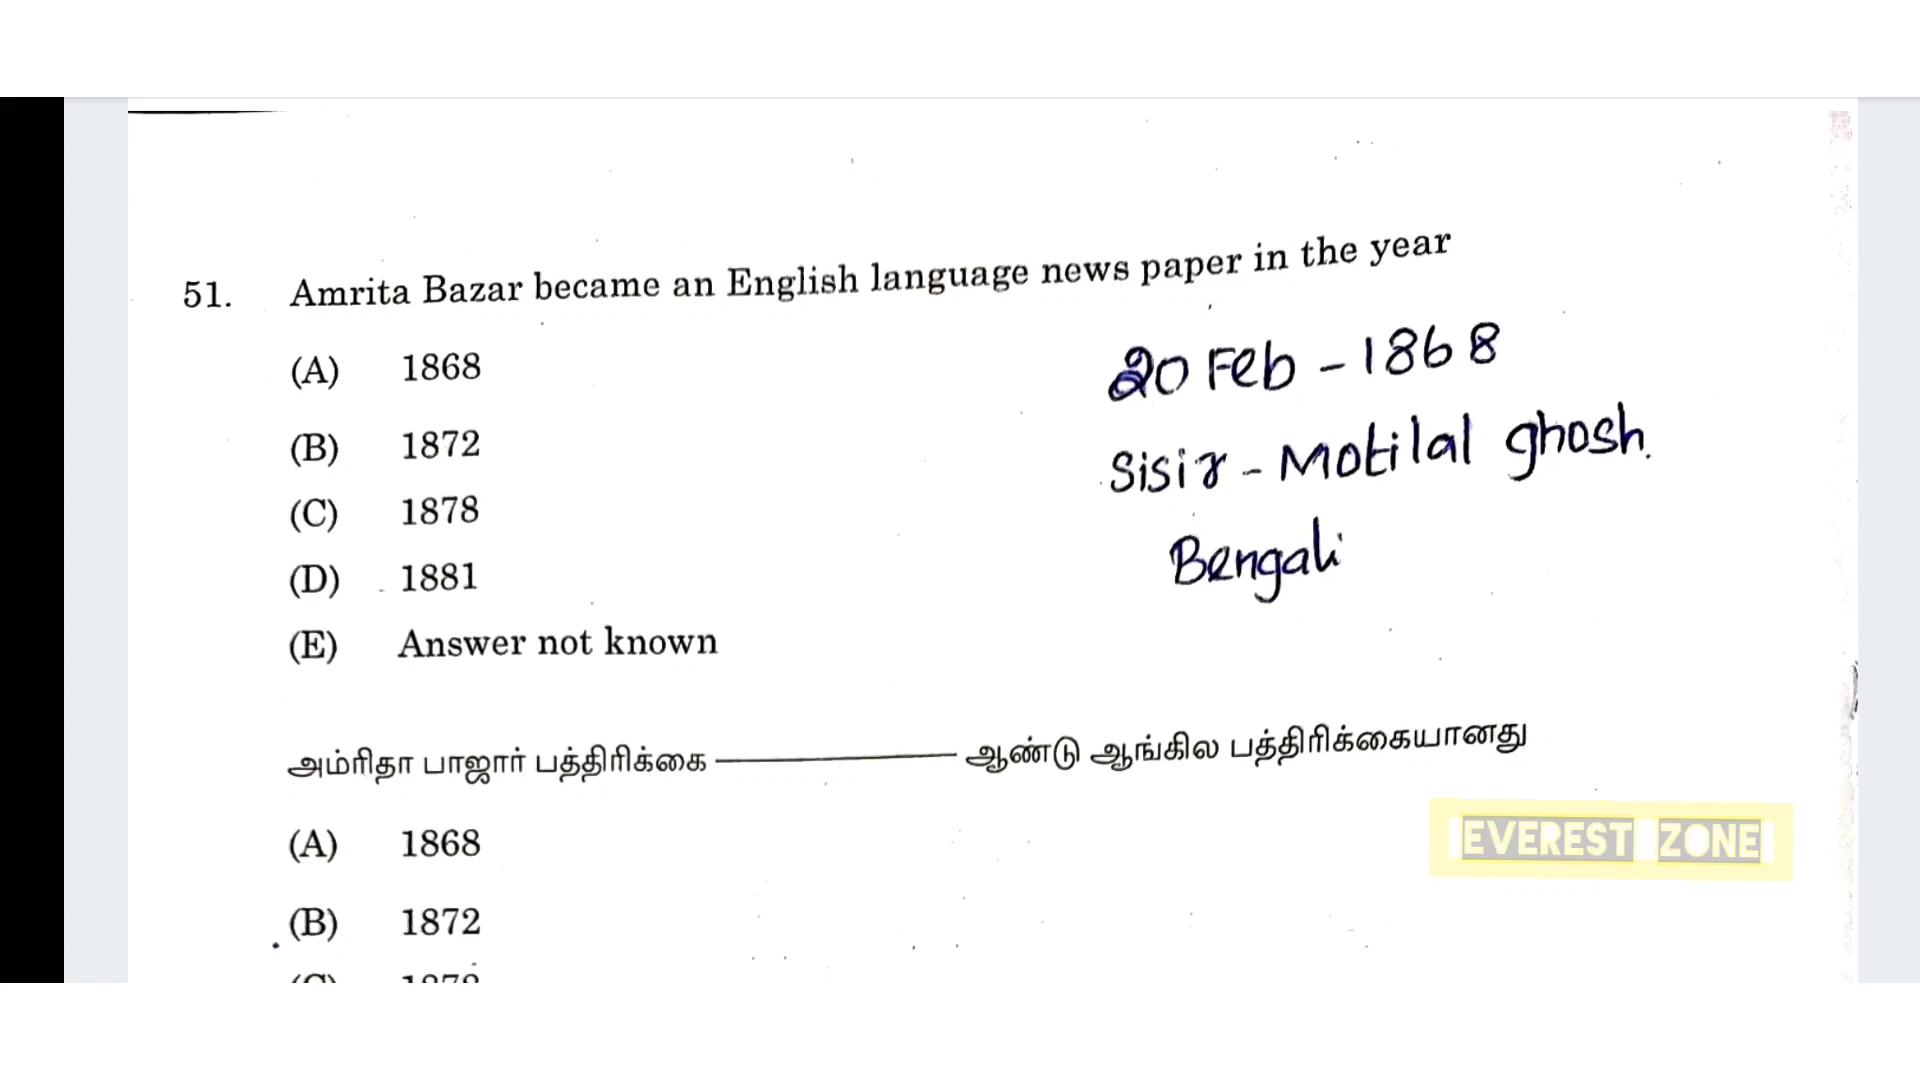 51. Amrita Bazar became an English language news paper in the year
(A) 1868
(B) 1872
(C) 1878
(D) 1881
(E) Answer not known
20 Feb - 1868
Sisir - Motilal ghosh.
Bengali
அம்ரிதா பாஜார் பத்திரிக்கை ———— ஆண்டு ஆங்கில பத்திரிக்கையானது
(A) 1868
(B) 1872
EVEREST ZONE